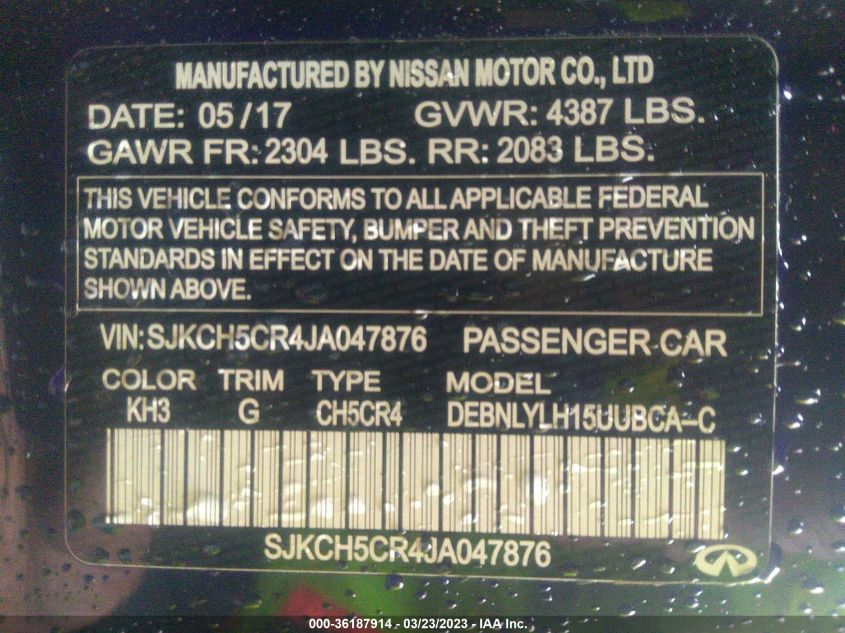 MANUFACTURED BY NISSAN MOTOR CO., LTD
DATE: 05/17 GVWR: 4387 LBS.
GAWR FR: 2304 LBS. RR: 2083 LBS.
THIS VEHICLE CONFORMS TO ALL APPLICABLE FEDERAL
MOTOR VEHICLE SAFETY, BUMPER AND THEFT PREVENTION
STANDARDS IN EFFECT ON THE DATE OF MANUFACTURE
SHOWN ABOVE.
VIN: SJKCH5CR4JA047876 PASSENGER CAR
COLOR TRIM TYPE MODEL
KH3 G CH5CR4 DEBNLYLH15UUBCA-C
SJKCH5CR4JA047876
000-36187914 / 03/23/2023 - IAA Inc.